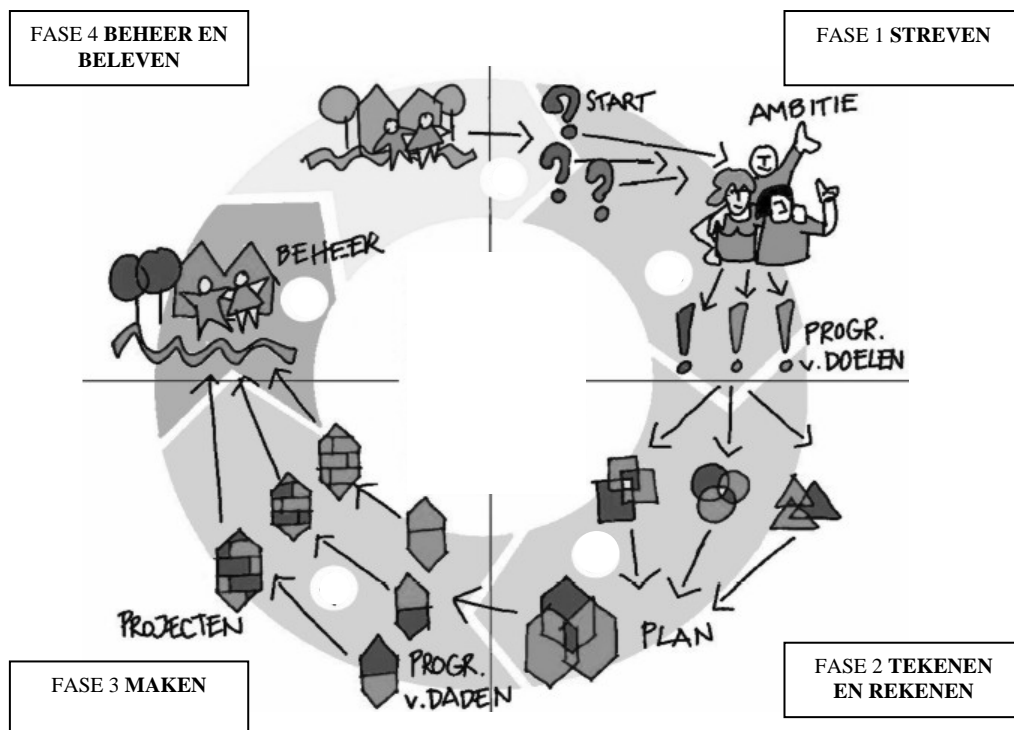 FASE 4 BEHEER EN
BELEVEN
FASE 1 STREVEN
START
AMBITIE
BEHEER
PROGR.
v. DOELEN
PLAN
PROJECTEN
PROGR.
v. DADEN
FASE 3 MAKEN
FASE 2 TEKENEN
EN REKENEN